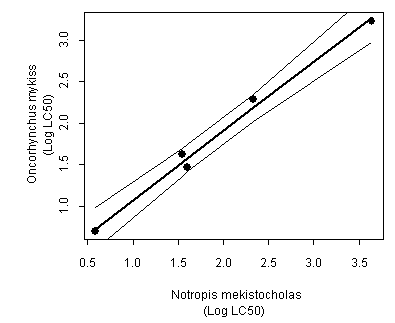 Oncorhynchus mykiss
(Log LC50)
3.0
2.5
2.0
1.5
1.0
0.5 1.0 1.5 2.0 2.5 3.0 3.5
Notropis mekistocholas
(Log LC50)